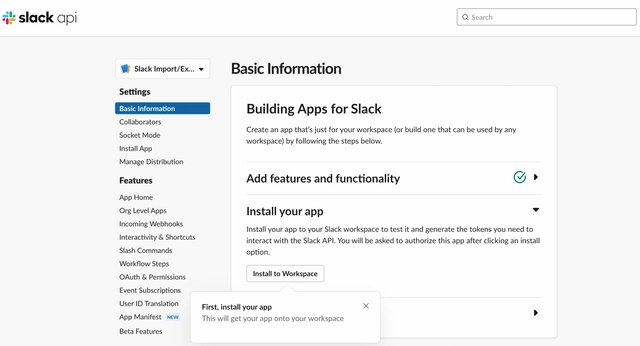 slack api
Search
Slack Import/Ex...
Basic Information
Settings
Basic Information
Collaborators
Socket Mode
Install App
Manage Distribution
Features
App Home
Org Level Apps
Incoming Webhooks
Interactivity & Shortcuts
Slash Commands
Workflow Steps
OAuth & Permissions
Event Subscriptions
User ID Translation
App Manifest NEW
Beta Features
Building Apps for Slack
Create an app that's just for your workspace (or build one that can be used by any
workspace) by following the steps below.
Add features and functionality
Install your app
Install your app to your Slack workspace to test it and generate the tokens you need to
interact with the Slack API. You will be asked to authorize this app after clicking an install
option.
Install to Workspace
First, install your app
This will get your app onto your workspace